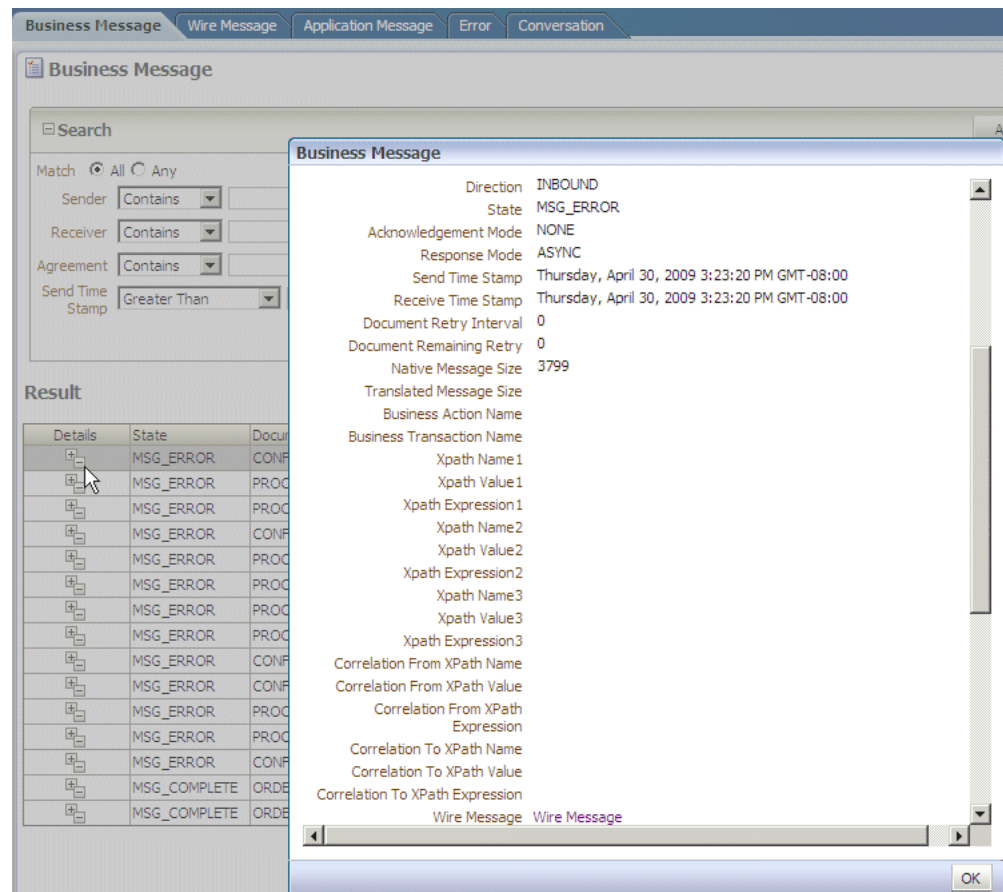 Business Message Wire Message Application Message Error Conversation
Business Message
Search
Match All Any
Sender Contains
Receiver Contains
Agreement Contains
Send Time Stamp Greater Than
Result
Details State
MSG_ERROR
MSG_ERROR
MSG_ERROR
MSG_ERROR
MSG_ERROR
MSG_ERROR
MSG_ERROR
MSG_ERROR
MSG_ERROR
MSG_ERROR
MSG_ERROR
MSG_ERROR
MSG_ERROR
MSG_COMPLETE ORDE
MSG_COMPLETE ORDE
Business Message
Direction INBOUND
State MSG_ERROR
Acknowledgement Mode NONE
Response Mode ASYNC
Send Time Stamp Thursday, April 30, 2009 3:23:20 PM GMT-08:00
Receive Time Stamp Thursday, April 30, 2009 3:23:20 PM GMT-08:00
Document Retry Interval 0
Document Remaining Retry 0
Native Message Size 3799
Translated Message Size
Business Action Name
Business Transaction Name
Xpath Name1
Xpath Value1
Xpath Expression1
Xpath Name2
Xpath Value2
Xpath Expression2
Xpath Name3
Xpath Value3
Xpath Expression3
Correlation From XPath Name
Correlation From XPath Value
Correlation From XPath
Expression
Correlation To XPath Name
Correlation To XPath Value
Correlation To XPath Expression
Wire Message Wire Message
OK